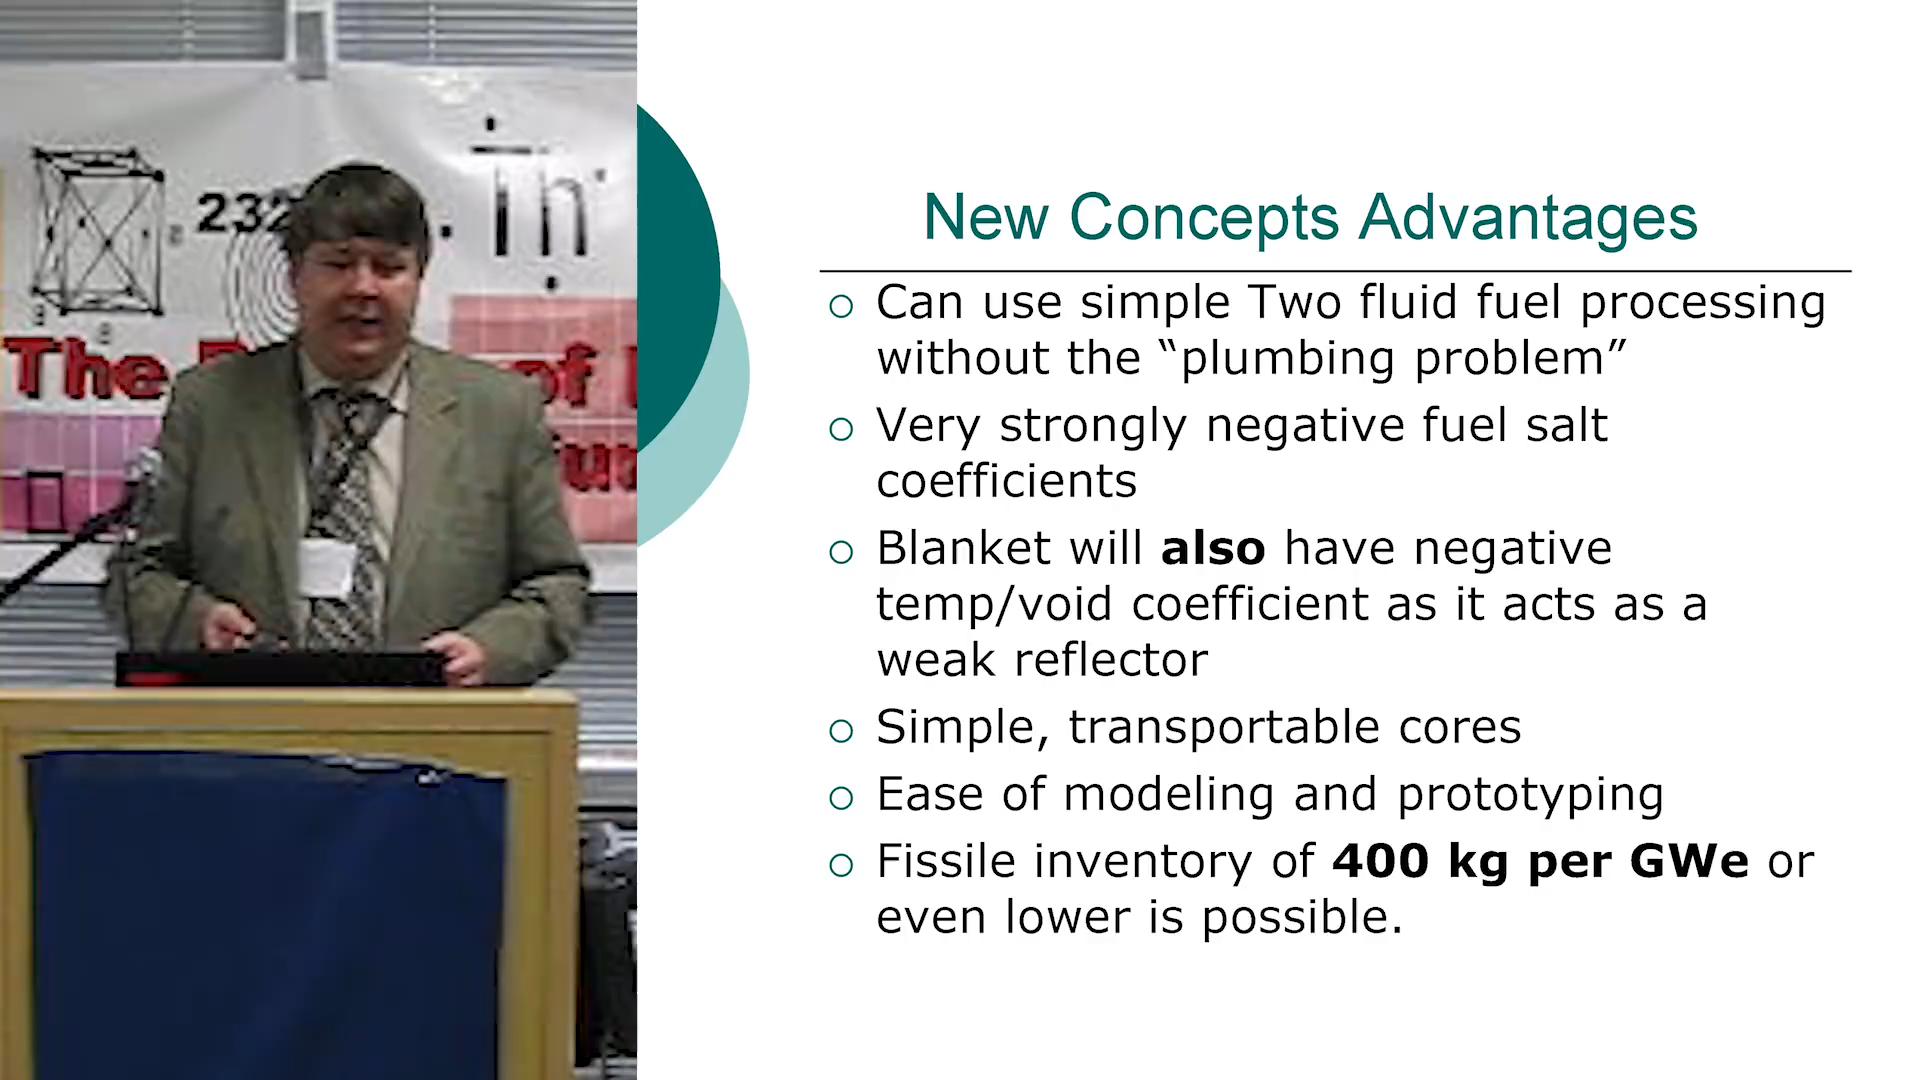 232
Th
The
of
New Concepts Advantages
Can use simple Two fluid fuel processing
without the “plumbing problem”
Very strongly negative fuel salt
coefficients
Blanket will also have negative
temp/void coefficient as it acts as a
weak reflector
Simple, transportable cores
Ease of modeling and prototyping
Fissile inventory of 400 kg per GWe or
even lower is possible.